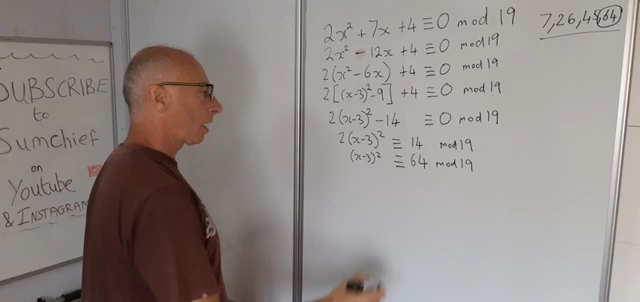 SUBSCRIBE
to
Sumchief
on
Youtube
& INSTAGRAM
2x² + 7x + 4 ≡ 0 mod 19
2x² - 12x + 4 ≡ 0 mod 19
2(x² - 6x) + 4 ≡ 0 mod 19
2[(x-3)² - 9] + 4 ≡ 0 mod 19
2(x-3)² - 14 ≡ 0 mod 19
2(x-3)² ≡ 14 mod 19
(x-3)² ≡ 64 mod 19
7, 26, 45, 64